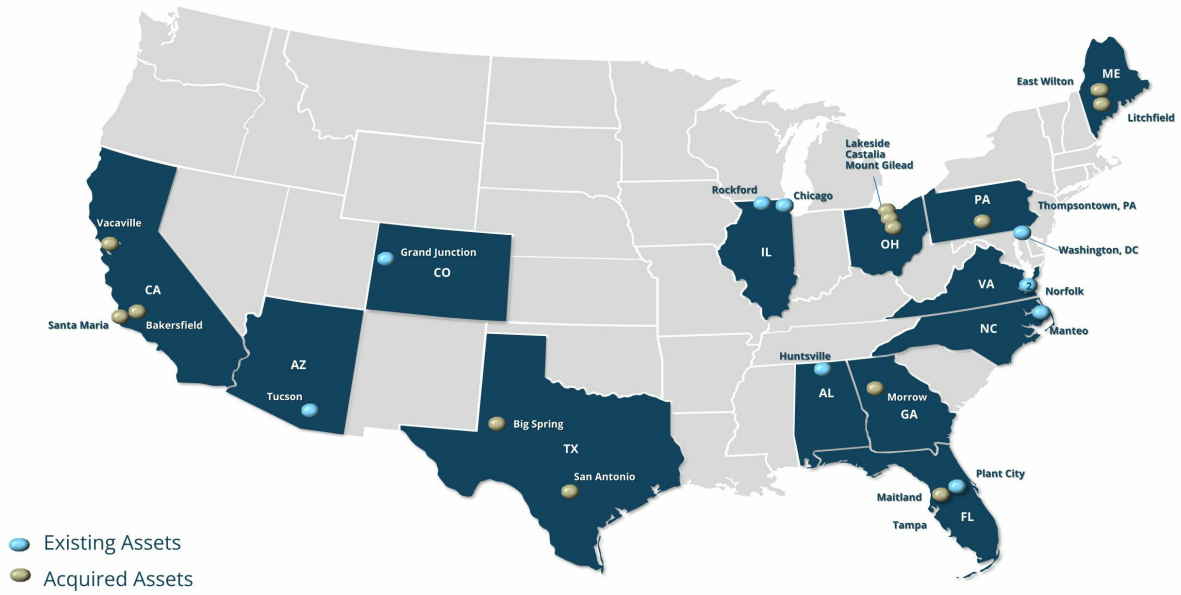 ME
East Wilton
Litchfield
Lakeside
Castalia
Mount Gilead
Rockford
Chicago
PA
Thompsontown, PA
Vacaville
OH
Washington, DC
Grand Junction
IL
CO
VA
2
Norfolk
CA
Santa Maria
Bakersfield
NC
Manteo
Huntsville
AZ
Tucson
AL
Morrow
GA
Big Spring
TX
San Antonio
Plant City
Maitland
FL
Tampa
Existing Assets
Acquired Assets